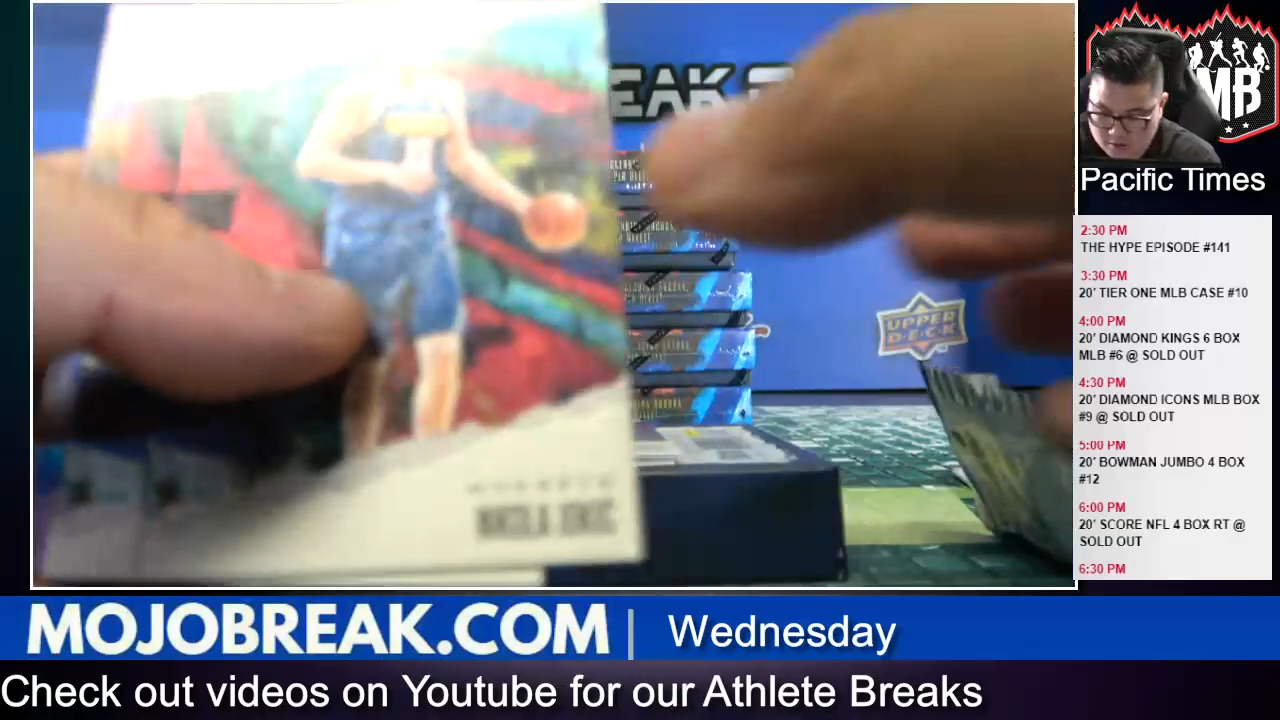 EAK
MB
Pacific Times
2:30 PM
THE HYPE EPISODE #141
3:30 PM
20' TIER ONE MLB CASE #10
4:00 PM
20' DIAMOND KINGS 6 BOX
MLB #6 @ SOLD OUT
4:30 PM
20' DIAMOND ICONS MLB BOX
#9 @ SOLD OUT
5:00 PM
20' BOWMAN JUMBO 4 BOX
#12
6:00 PM
20' SCORE NFL 4 BOX RT @
SOLD OUT
6:30 PM
UPPER
DECK
NIKOLA JOKIC
MOJOBREAK.COM | Wednesday
Check out videos on Youtube for our Athlete Breaks